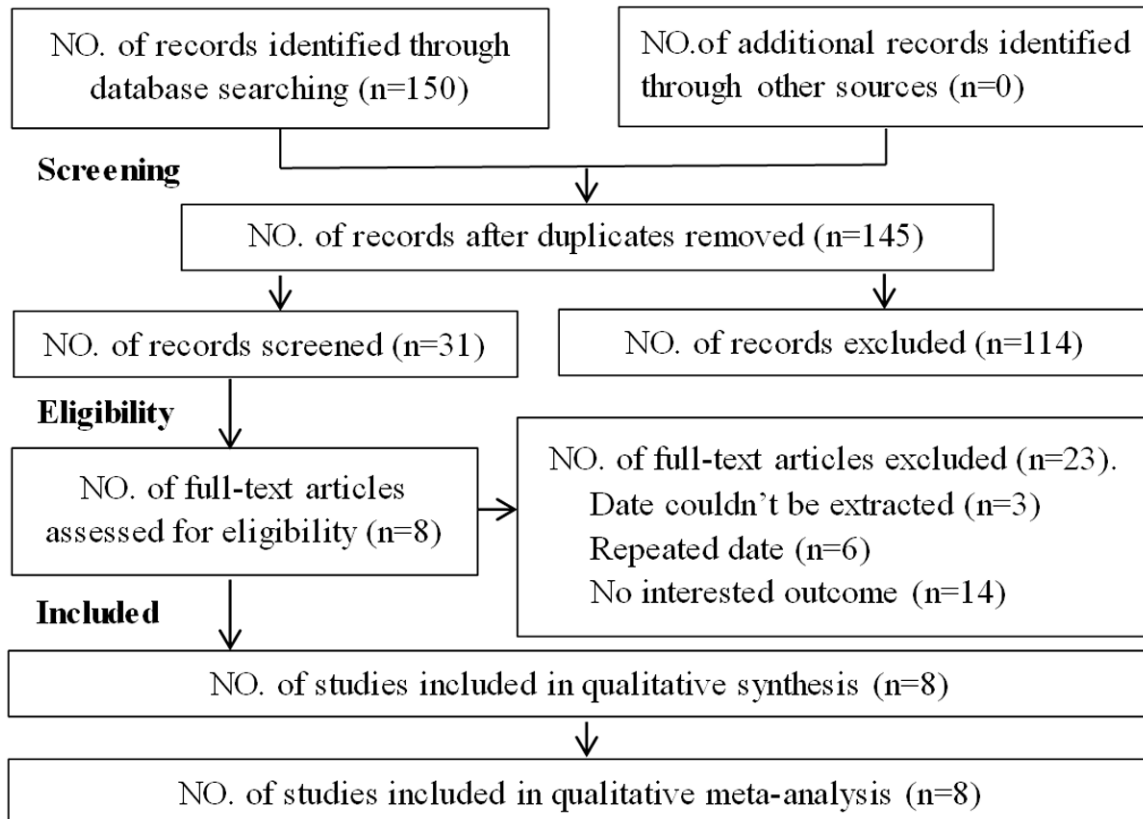 NO. of records identified through
database searching (n=150)
NO.of additional records identified
through other sources (n=0)
Screening
NO. of records after duplicates removed (n=145)
NO. of records screened (n=31)
NO. of records excluded (n=114)
Eligibility
NO. of full-text articles
assessed for eligibility (n=8)
NO. of full-text articles excluded (n=23).
Date couldn’t be extracted (n=3)
Repeated date (n=6)
No interested outcome (n=14)
Included
NO. of studies included in qualitative synthesis (n=8)
NO. of studies included in qualitative meta-analysis (n=8)